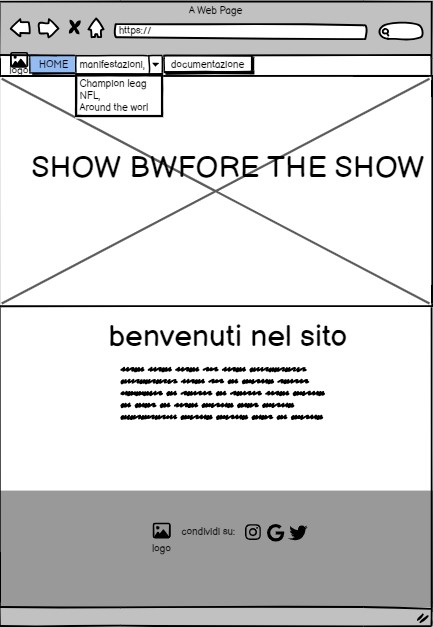 A Web Page
https://
logo
HOME
manifestazioni,
documentazione
Champion leag
NFL,
Around the worl
SHOW BWFORE THE SHOW
benvenuti nel sito
condividi su:
logo